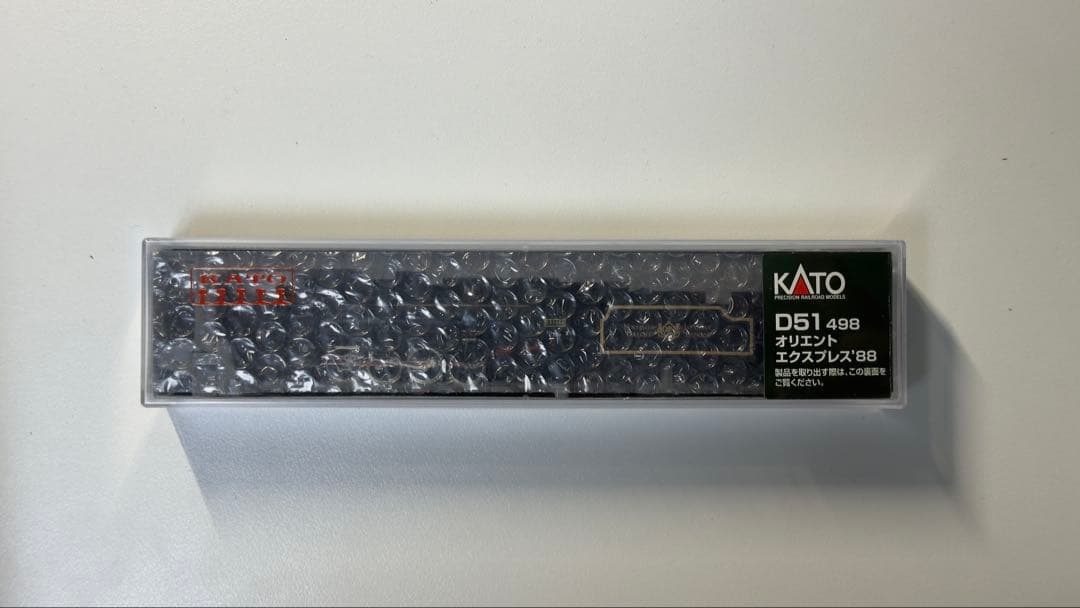 KATO
KATO
PRECISION RAILROAD MODELS
D51 498
オリエント
エクスプレス'88
製品を取り出す際は、この裏面を
ご覧ください。